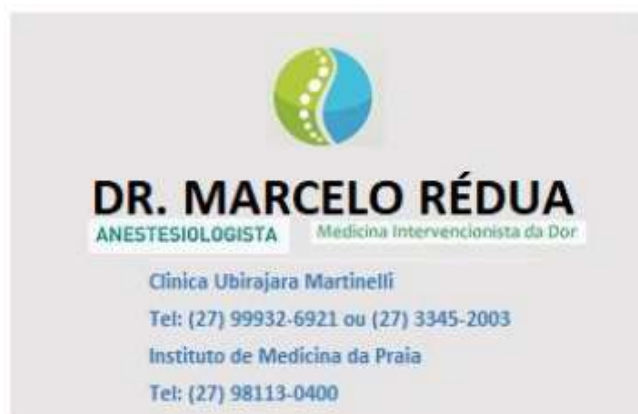 DR. MARCELO RÉDUA
ANESTESIOLOGISTA Medicina Intervencionista da Dor
Clinica Ubirajara Martinelli
Tel: (27) 99932-6921 ou (27) 3345-2003
Instituto de Medicina da Praia
Tel: (27) 98113-0400